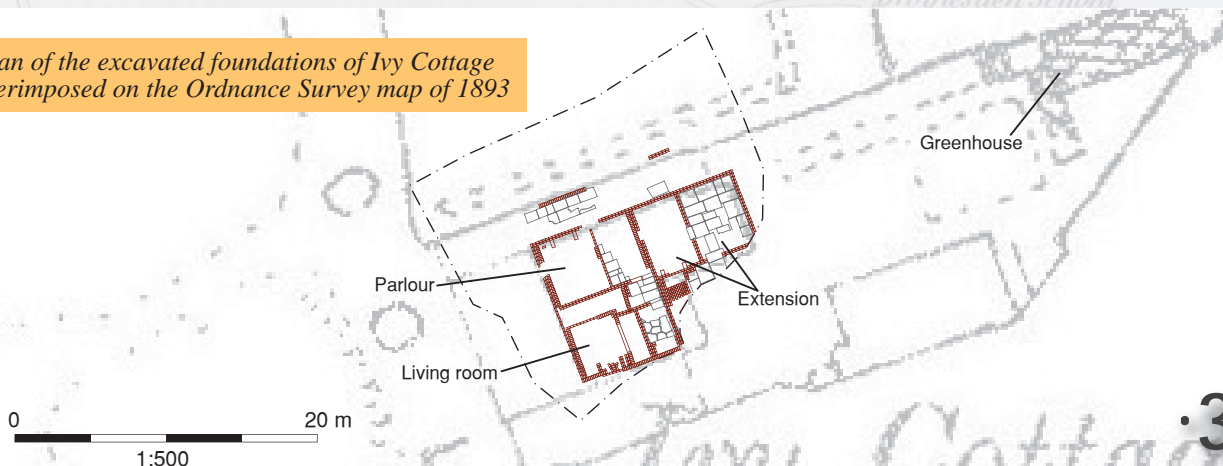 an of the excavated foundations of Ivy Cottage
erimposed on the Ordnance Survey map of 1893
Greenhouse
Parlour
Extension
Living room
0 20 m
1:500
Ivy Cottag
·3